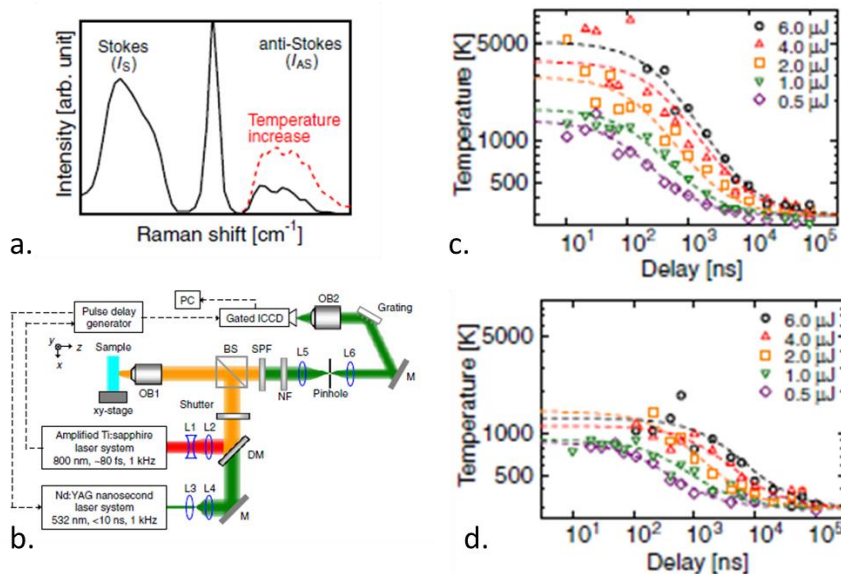 Stokes
(I_S)
anti-Stokes
(I_AS)
Temperature
increase
Intensity [arb. unit]
Raman shift [cm⁻¹]
a.
PC
Pulse delay
generator
Gated ICCD
OB2
Grating
y
z
x
Sample
OB1
xy-stage
BS
SPF
L5
L6
NF
Pinhole
M
Shutter
L1
L2
Amplified Ti:sapphire
laser system
800 nm, ~80 fs, 1 kHz
DM
Nd:YAG nanosecond
laser system
532 nm, <10 ns, 1 kHz
L3
L4
M
b.
Temperature [K]
5000
1000
500
6.0 μJ
4.0 μJ
2.0 μJ
1.0 μJ
0.5 μJ
10¹ 10² 10³ 10⁴ 10⁵
Delay [ns]
c.
Temperature [K]
5000
1000
500
6.0 μJ
4.0 μJ
2.0 μJ
1.0 μJ
0.5 μJ
10¹ 10² 10³ 10⁴ 10⁵
Delay [ns]
d.